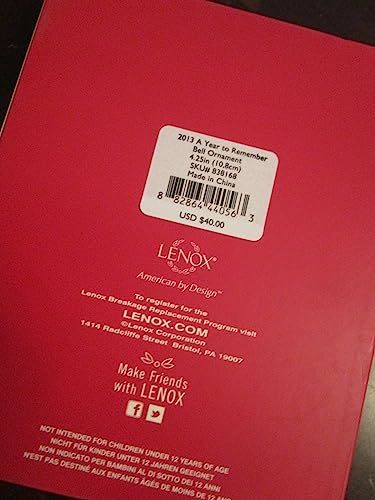 2013 A Year to Remember
Bell Ornament
4.25in (10.8cm)
SKU# 838168
Made in China
8 82864 44056 3
USD $40.00
LENOX®
American by Design™
To register for the
Lenox Breakage Replacement Program visit
LENOX.COM
©Lenox Corporation
1414 Radcliffe Street Bristol, PA 19007
Make Friends
with LENOX
f
NOT INTENDED FOR CHILDREN UNDER 12 YEARS OF AGE
NICHT FÜR KINDER UNTER 12 JAHREN GEEIGNET
NON INDICATO PER BAMBINI AL DI SOTTO DEI 12 ANNI
N'EST PAS DESTINÉ AUX ENFANTS ÂGÉS DE MOINS DE 12 ANS